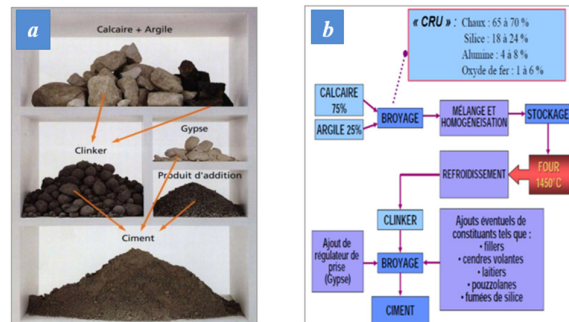 a
Calcaire + Argile
Clinker
Gypse
Produit d'addition
Ciment
b
« CRU » : Chaux : 65 à 70 %
Silice : 18 à 24 %
Alumine : 4 à 8 %
Oxyde de fer : 1 à 6 %
CALCAIRE
75%
ARGILE 25%
BROYAGE
MÉLANGE ET
HOMOGÉNEISATION
STOCKAGE
FOUR
1450°C
REFROIDISSEMENT
CLINKER
Ajout de
régulateur de
prise
(Gypse)
BROYAGE
Ajouts éventuels de
constituants tels que :
• fillers
• cendres volantes
• laitiers
• pouzzolanes
• fumées de silice
CIMENT